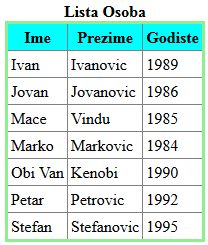 Lista Osoba
Ime Prezime Godiste
Ivan Ivanovic 1989
Jovan Jovanovic 1986
Mace Vindu 1985
Marko Markovic 1984
Obi Van Kenobi 1990
Petar Petrovic 1992
Stefan Stefanovic 1995